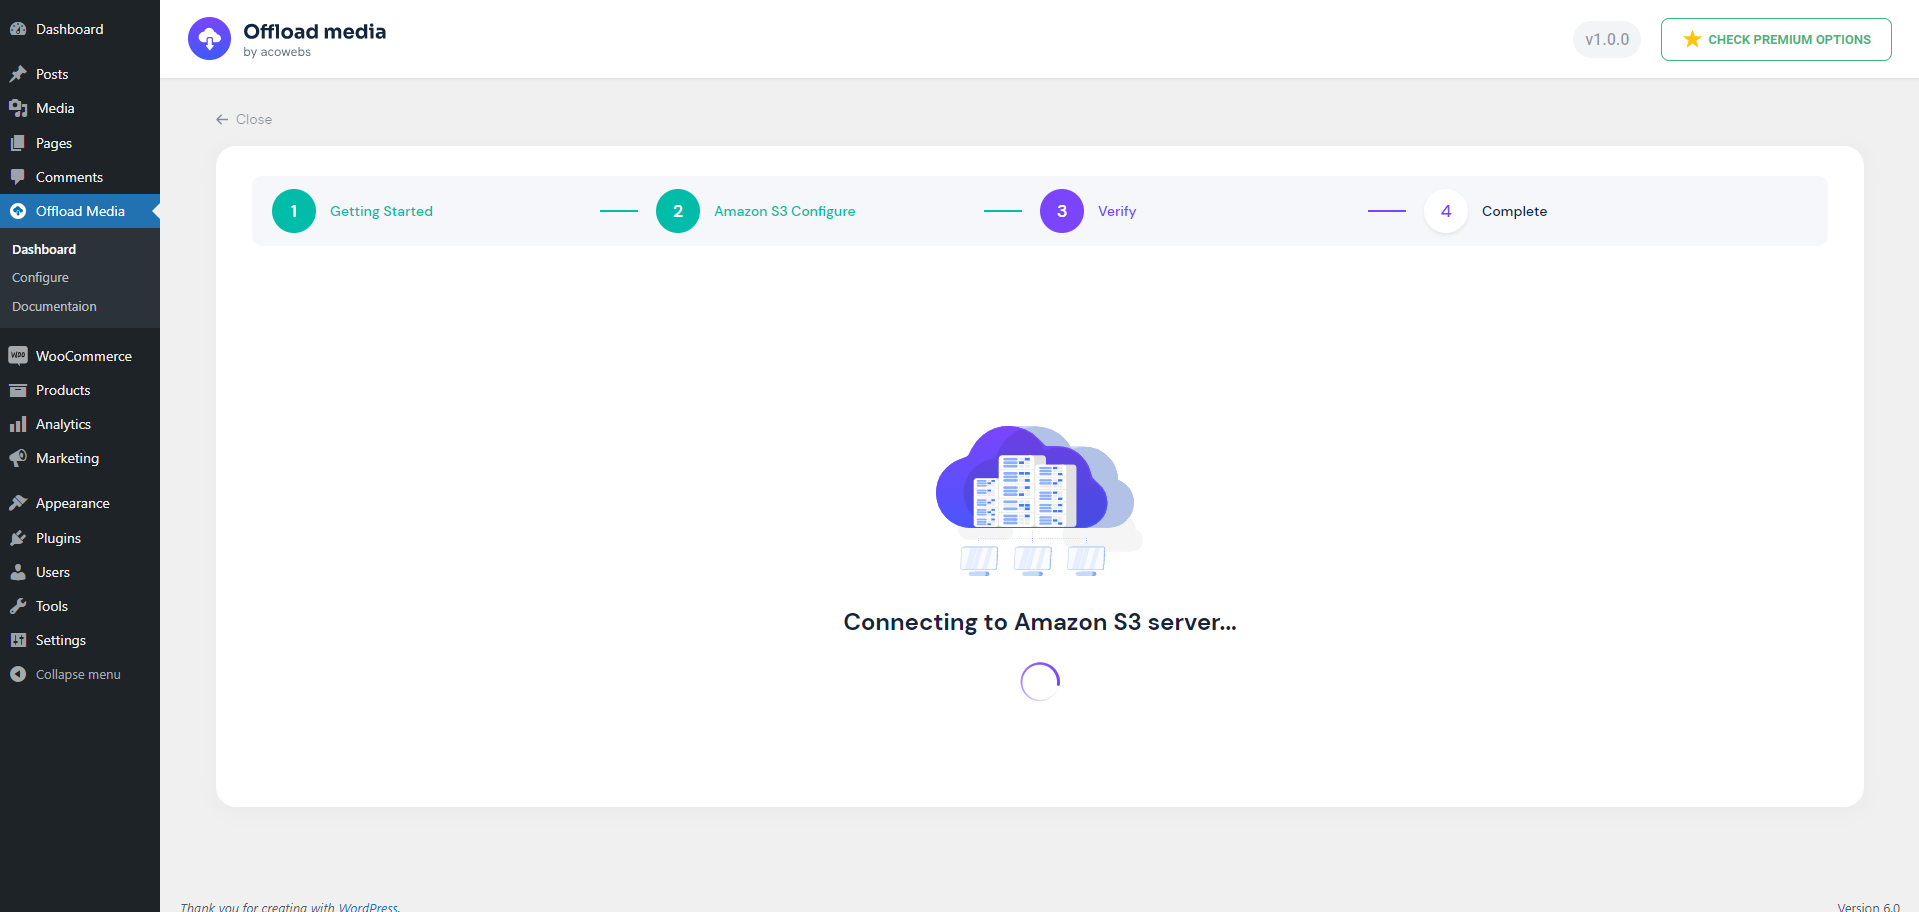 Dashboard
Posts
Media
Pages
Comments
Offload Media
Dashboard
Configure
Documentaion
WooCommerce
Products
Analytics
Marketing
Appearance
Plugins
Users
Tools
Settings
Collapse menu
Offload media
by acowebs
v1.0.0
CHECK PREMIUM OPTIONS
Close
1 Getting Started
2 Amazon S3 Configure
3 Verify
4 Complete
Connecting to Amazon S3 server...
Thank you for creating with WordPress.
Version 6.0